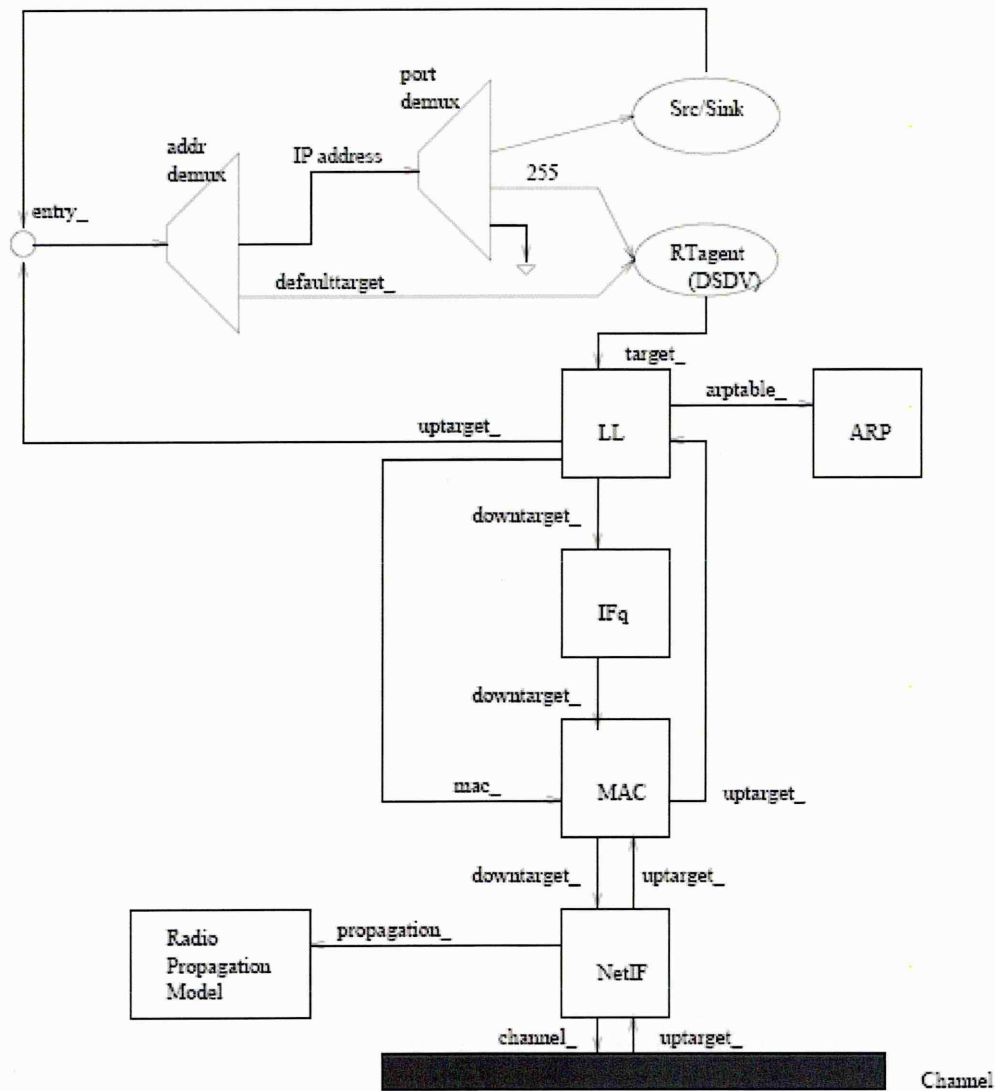 port
demux
Src/Sink
addr
demux
IP address
255
entry_
RTagent
(DSDV)
defaulttarget_
target_
arptable_
LL
ARP
uptarget_
downtarget_
IFq
downtarget_
mac_
MAC
uptarget_
downtarget_
uptarget_
Radio
Propagation
Model
propagation_
NetIF
channel_
uptarget_
Channel